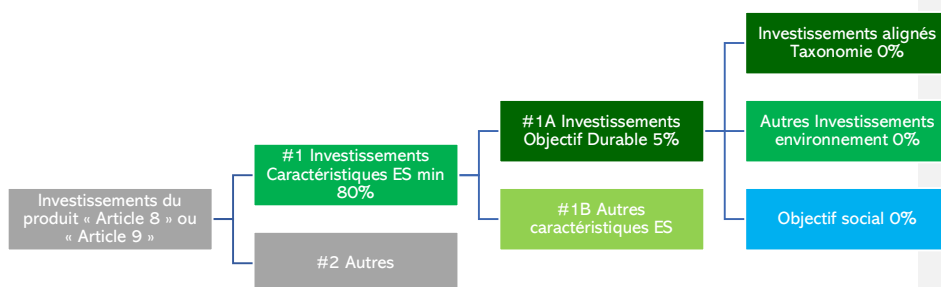 Investissements du
produit « Article 8 » ou
« Article 9 »
#1 Investissements
Caractéristiques ES min
80%
#2 Autres
#1A Investissements
Objectif Durable 5%
#1B Autres
caractéristiques ES
Investissements alignés
Taxonomie 0%
Autres Investissements
environnement 0%
Objectif social 0%